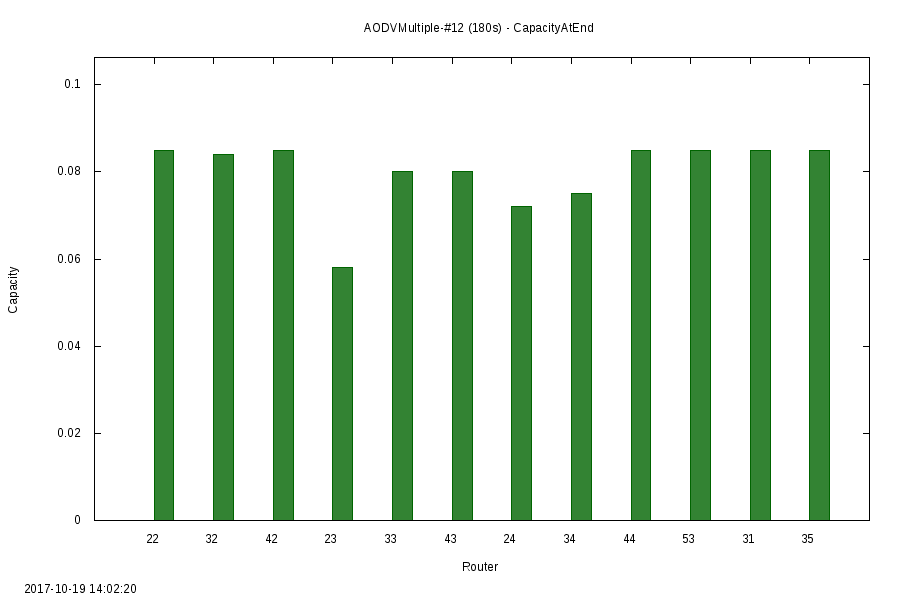 AODVMultiple-#12 (180s) - CapacityAtEnd
0.1
0.08
0.06
0.04
0.02
0
Capacity
22 32 42 23 33 43 24 34 44 53 31 35
Router
2017-10-19 14:02:20